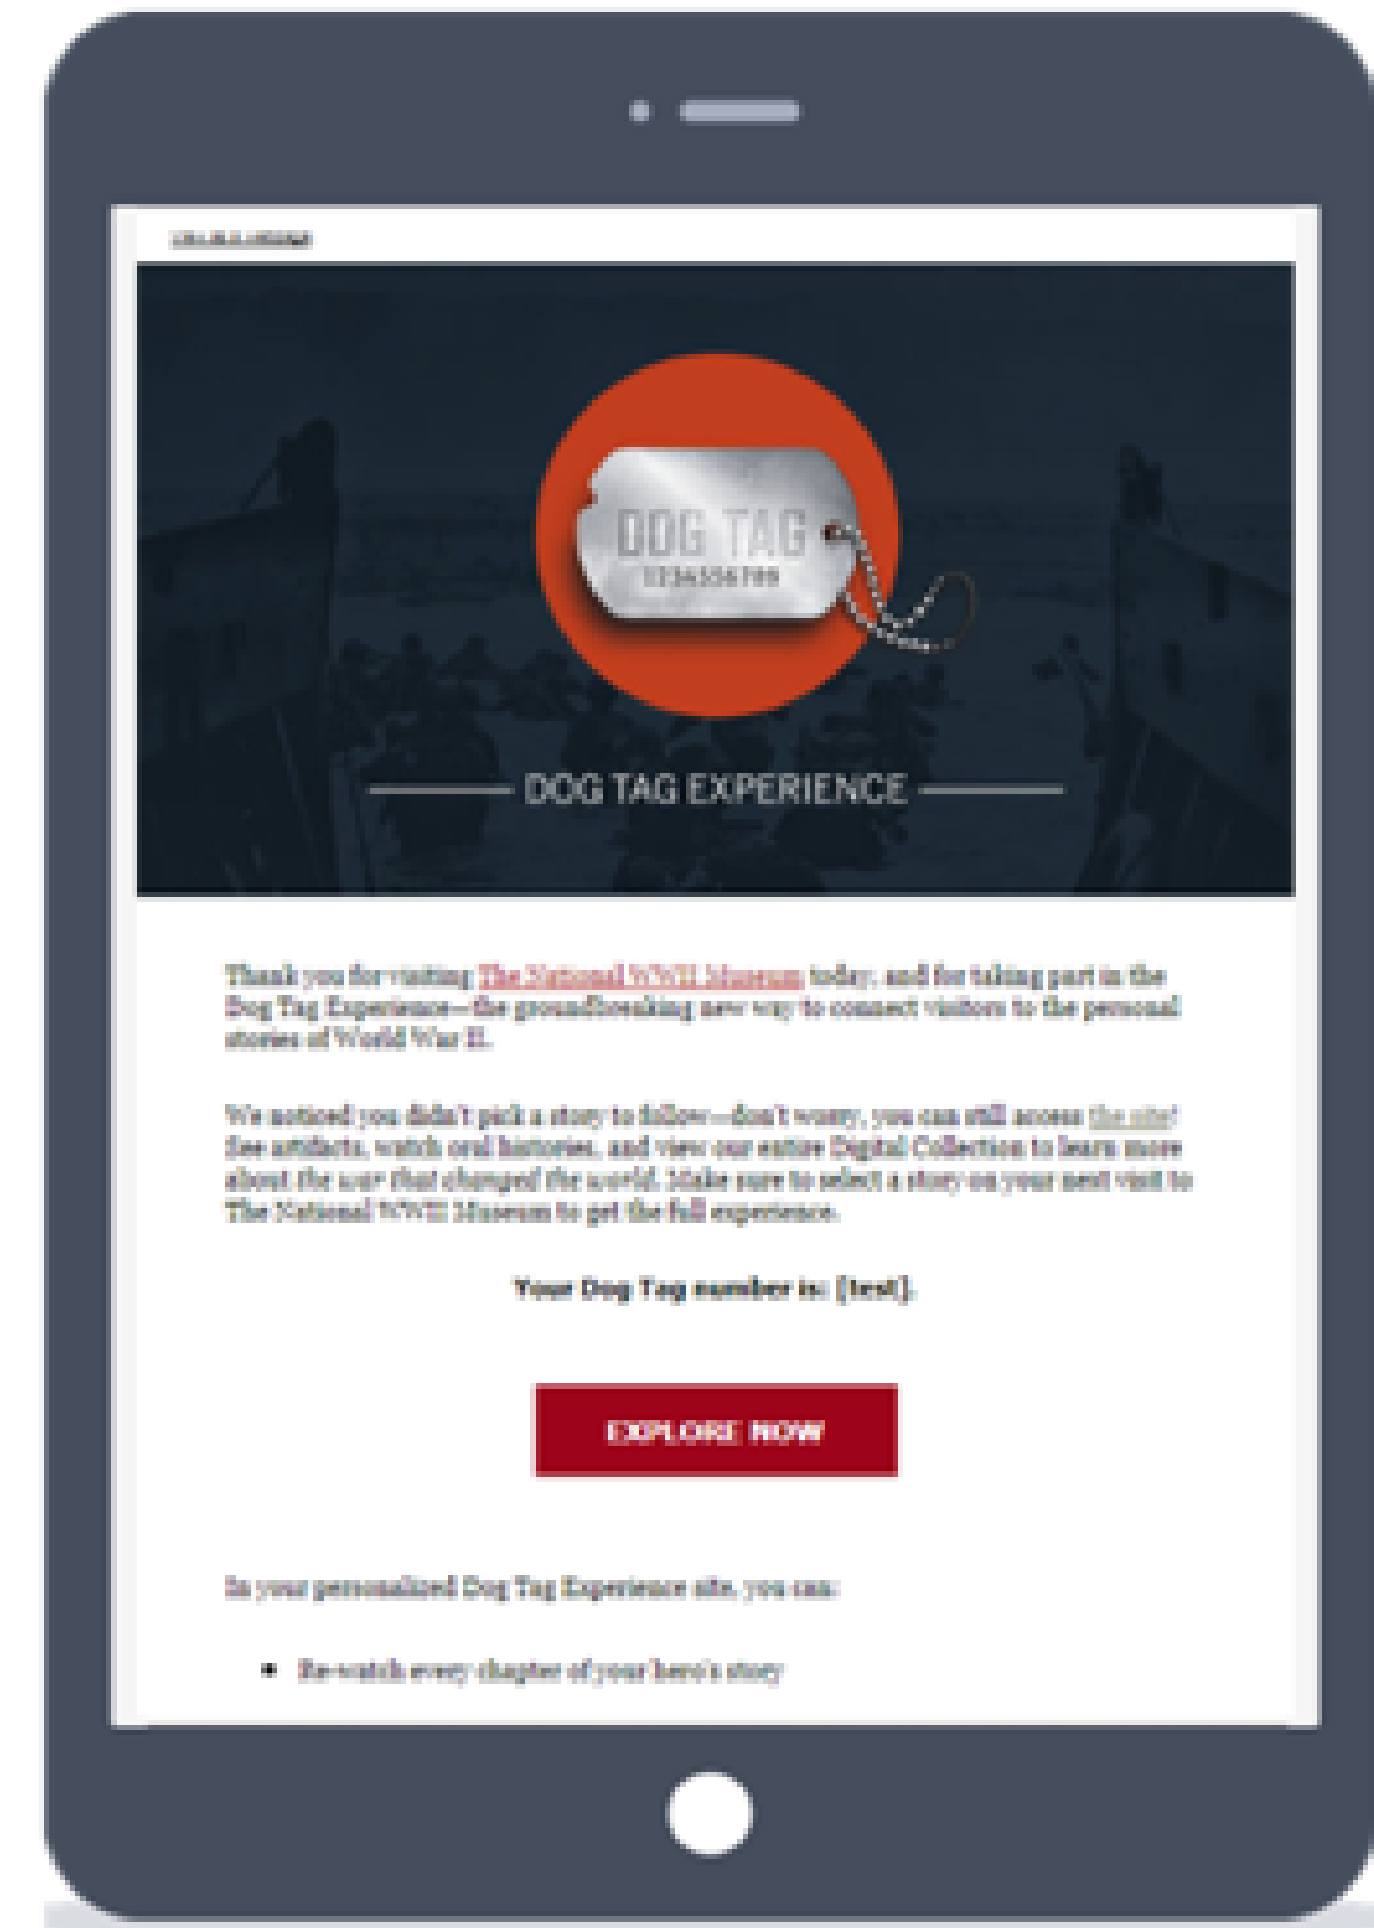 DOG TAG
DOG TAG EXPERIENCE
Thank you for visiting The National WWII Museum today, and for taking part in the
Dog Tag Experience—the groundbreaking new way to connect visitors to the personal
stories of World War II.
We noticed you didn't pick a story to follow—don't worry, you can still access the site!
See artifacts, watch oral histories, and view our entire Digital Collection to learn more
about the war that changed the world. Make sure to select a story on your next visit to
The National WWII Museum to get the full experience.
Your Dog Tag number is: [test].
EXPLORE NOW
In your personalized Dog Tag Experience site, you can:
• Re-watch every chapter of your hero's story